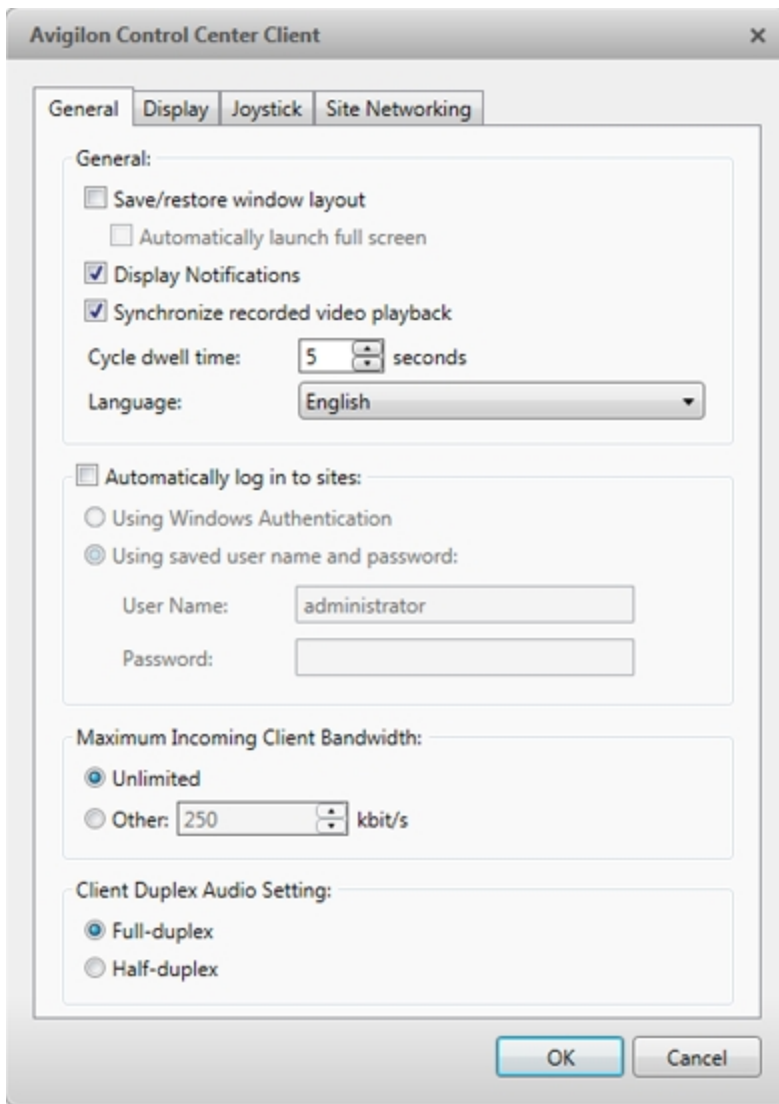 Avigilon Control Center Client
General Display Joystick Site Networking
General:
Save/restore window layout
Automatically launch full screen
Display Notifications
Synchronize recorded video playback
Cycle dwell time: 5 seconds
Language: English
Automatically log in to sites:
Using Windows Authentication
Using saved user name and password:
User Name: administrator
Password:
Maximum Incoming Client Bandwidth:
Unlimited
Other: 250 kbit/s
Client Duplex Audio Setting:
Full-duplex
Half-duplex
OK Cancel